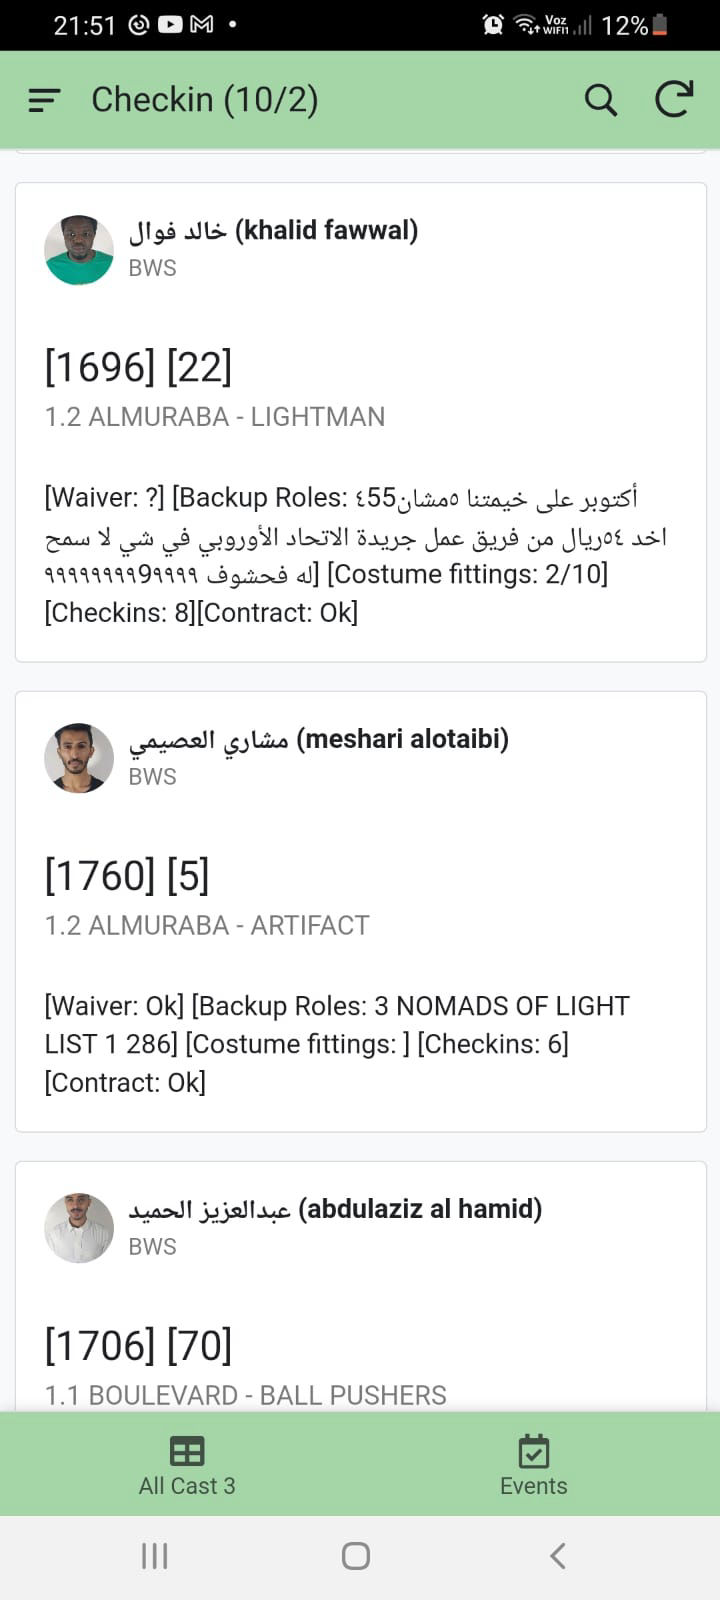 21:51
Voz
WIFI1
12%
Checkin (10/2)
خالد فوال (khalid fawwal)
BWS
[1696] [22]
1.2 ALMURABA - LIGHTMAN
[Waiver: ?] [Backup Roles: ٤55أكتوبر على خيمتنا ٥مشان
اخد ٥٤ريال من فريق عمل جريدة الاتحاد الأوروبي في شي لا سمح
له فحشوف ٩٩٩٩٩٩٩٩9٩٩٩٩] [Costume fittings: 2/10]
[Checkins: 8][Contract: Ok]
مشاري العصيمي (meshari alotaibi)
BWS
[1760] [5]
1.2 ALMURABA - ARTIFACT
[Waiver: Ok] [Backup Roles: 3 NOMADS OF LIGHT
LIST 1 286] [Costume fittings: ] [Checkins: 6]
[Contract: Ok]
عبدالعزيز الحميد (abdulaziz al hamid)
BWS
[1706] [70]
1.1 BOULEVARD - BALL PUSHERS
All Cast 3
Events